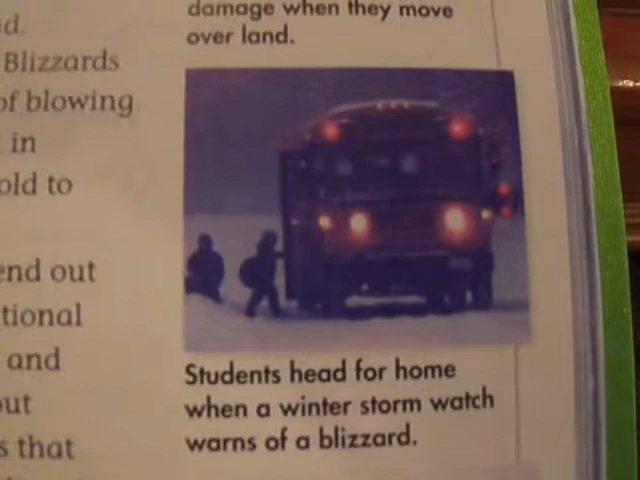 damage when they move
over land.
d.
Blizzards
of blowing
in
old to
end out
tional
and
out
s that
Students head for home
when a winter storm watch
warns of a blizzard.